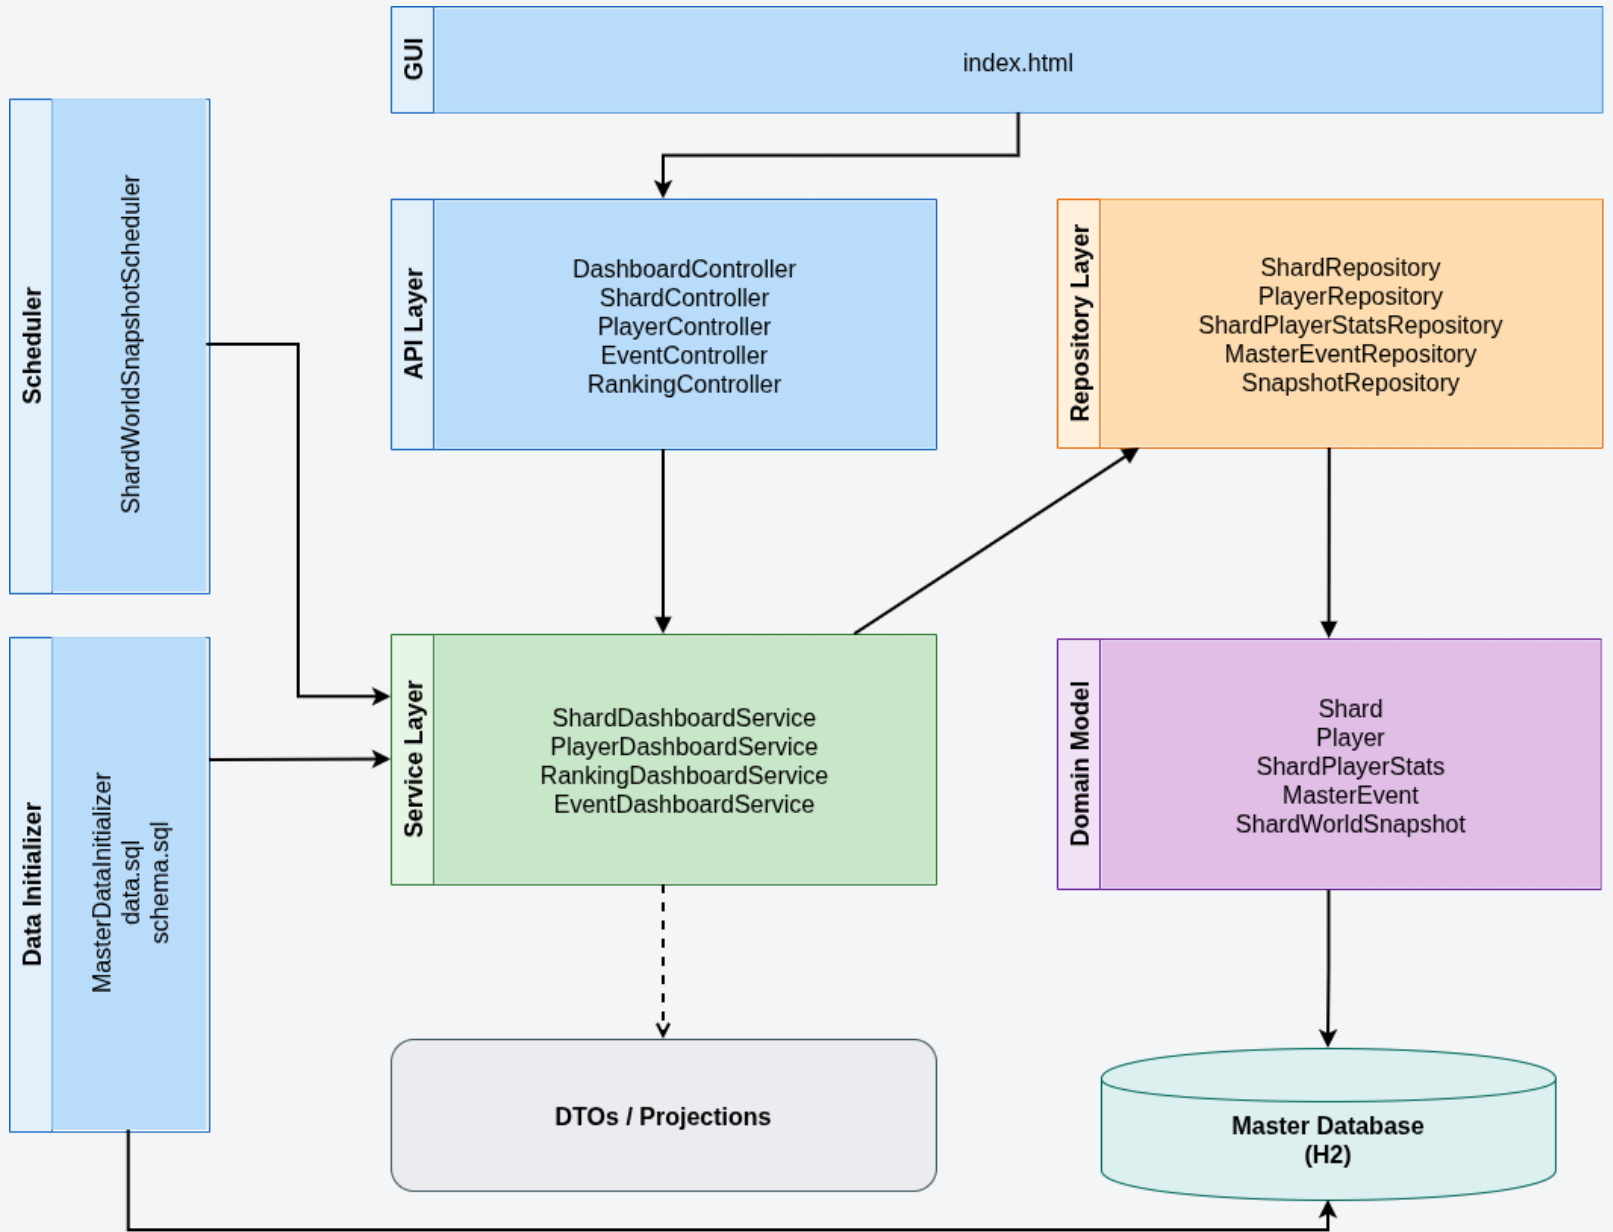 GUI
index.html
Scheduler
ShardWorldSnapshotScheduler
API Layer
DashboardController
ShardController
PlayerController
EventController
RankingController
Repository Layer
ShardRepository
PlayerRepository
ShardPlayerStatsRepository
MasterEventRepository
SnapshotRepository
Data Initializer
MasterDataInitializer
data.sql
schema.sql
Service Layer
ShardDashboardService
PlayerDashboardService
RankingDashboardService
EventDashboardService
Domain Model
Shard
Player
ShardPlayerStats
MasterEvent
ShardWorldSnapshot
DTOs / Projections
Master Database
(H2)